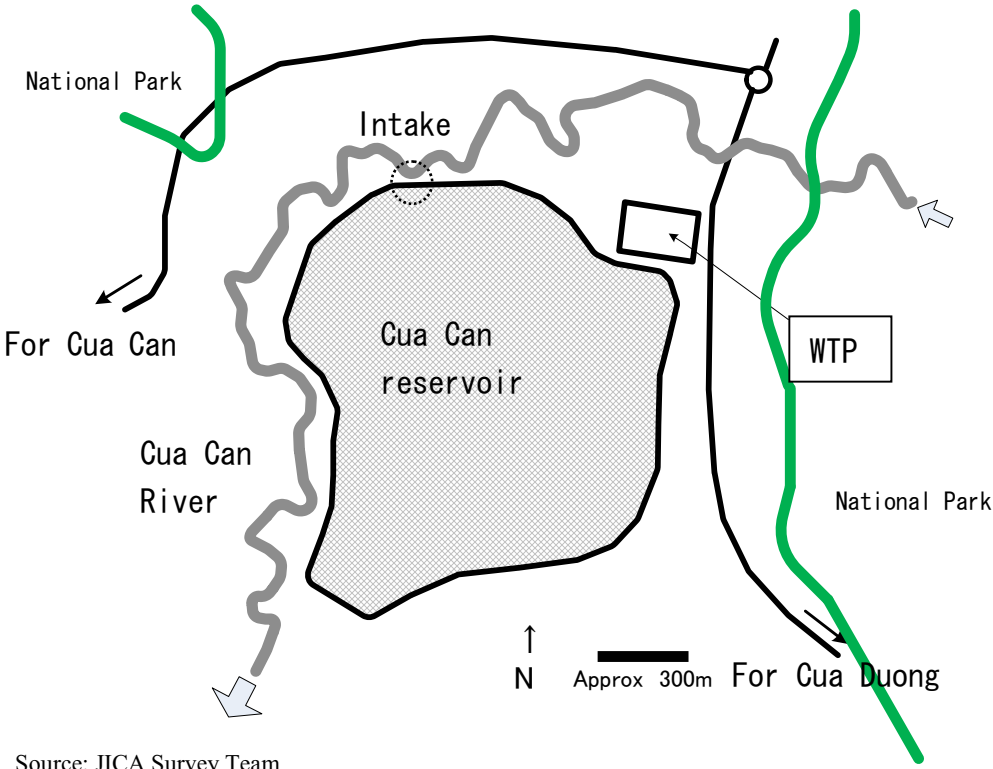 National Park
Intake
For Cua Can
Cua Can
reservoir
WTP
Cua Can
River
National Park
↑
N
Approx 300m
For Cua Duong
Source: JICA Survey Team